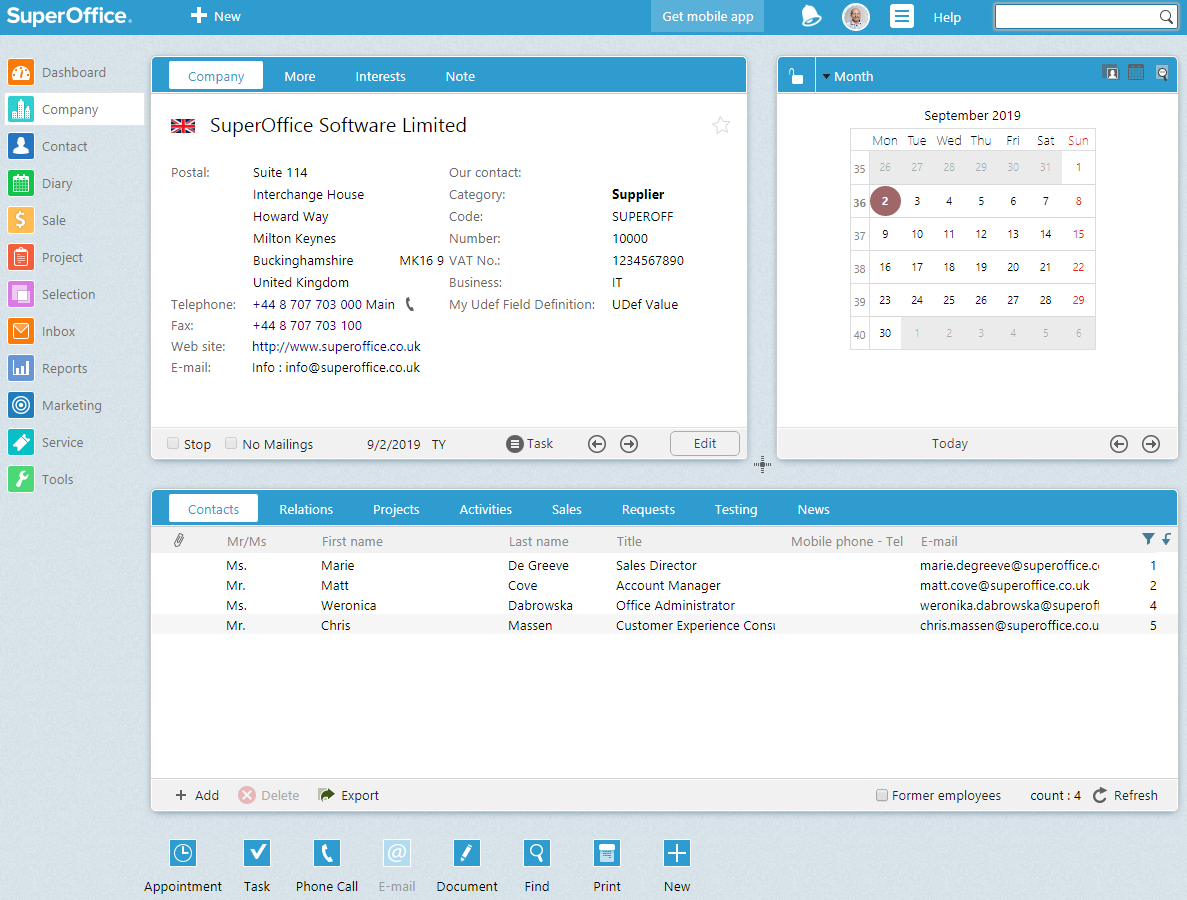 SuperOffice.
New
Get mobile app
Help
Dashboard
Company
Contact
Diary
Sale
Project
Selection
Inbox
Reports
Marketing
Service
Tools
Company More Interests Note
SuperOffice Software Limited
Postal: Suite 114 Our contact:
Interchange House Category: Supplier
Howard Way Code: SUPEROFF
Milton Keynes Number: 10000
Buckinghamshire MK16 9 VAT No.: 1234567890
United Kingdom Business: IT
Telephone: +44 8 707 703 000 Main My Udef Field Definition: UDef Value
Fax: +44 8 707 703 100
Web site: http://www.superoffice.co.uk
E-mail: Info : info@superoffice.co.uk
Stop No Mailings 9/2/2019 TY Task Edit
Month
September 2019
Mon Tue Wed Thu Fri Sat Sun
35 26 27 28 29 30 31 1
36 2 3 4 5 6 7 8
37 9 10 11 12 13 14 15
38 16 17 18 19 20 21 22
39 23 24 25 26 27 28 29
40 30 1 2 3 4 5 6
Today
Contacts Relations Projects Activities Sales Requests Testing News
Mr/Ms First name Last name Title Mobile phone - Tel E-mail
Ms. Marie De Greeve Sales Director marie.degreeve@superoffice.c 1
Mr. Matt Cove Account Manager matt.cove@superoffice.co.uk 2
Ms. Weronica Dabrowska Office Administrator weronika.dabrowska@superoff 4
Mr. Chris Massen Customer Experience Consu chris.massen@superoffice.co.u 5
Add Delete Export Former employees count : 4 Refresh
Appointment Task Phone Call E-mail Document Find Print New